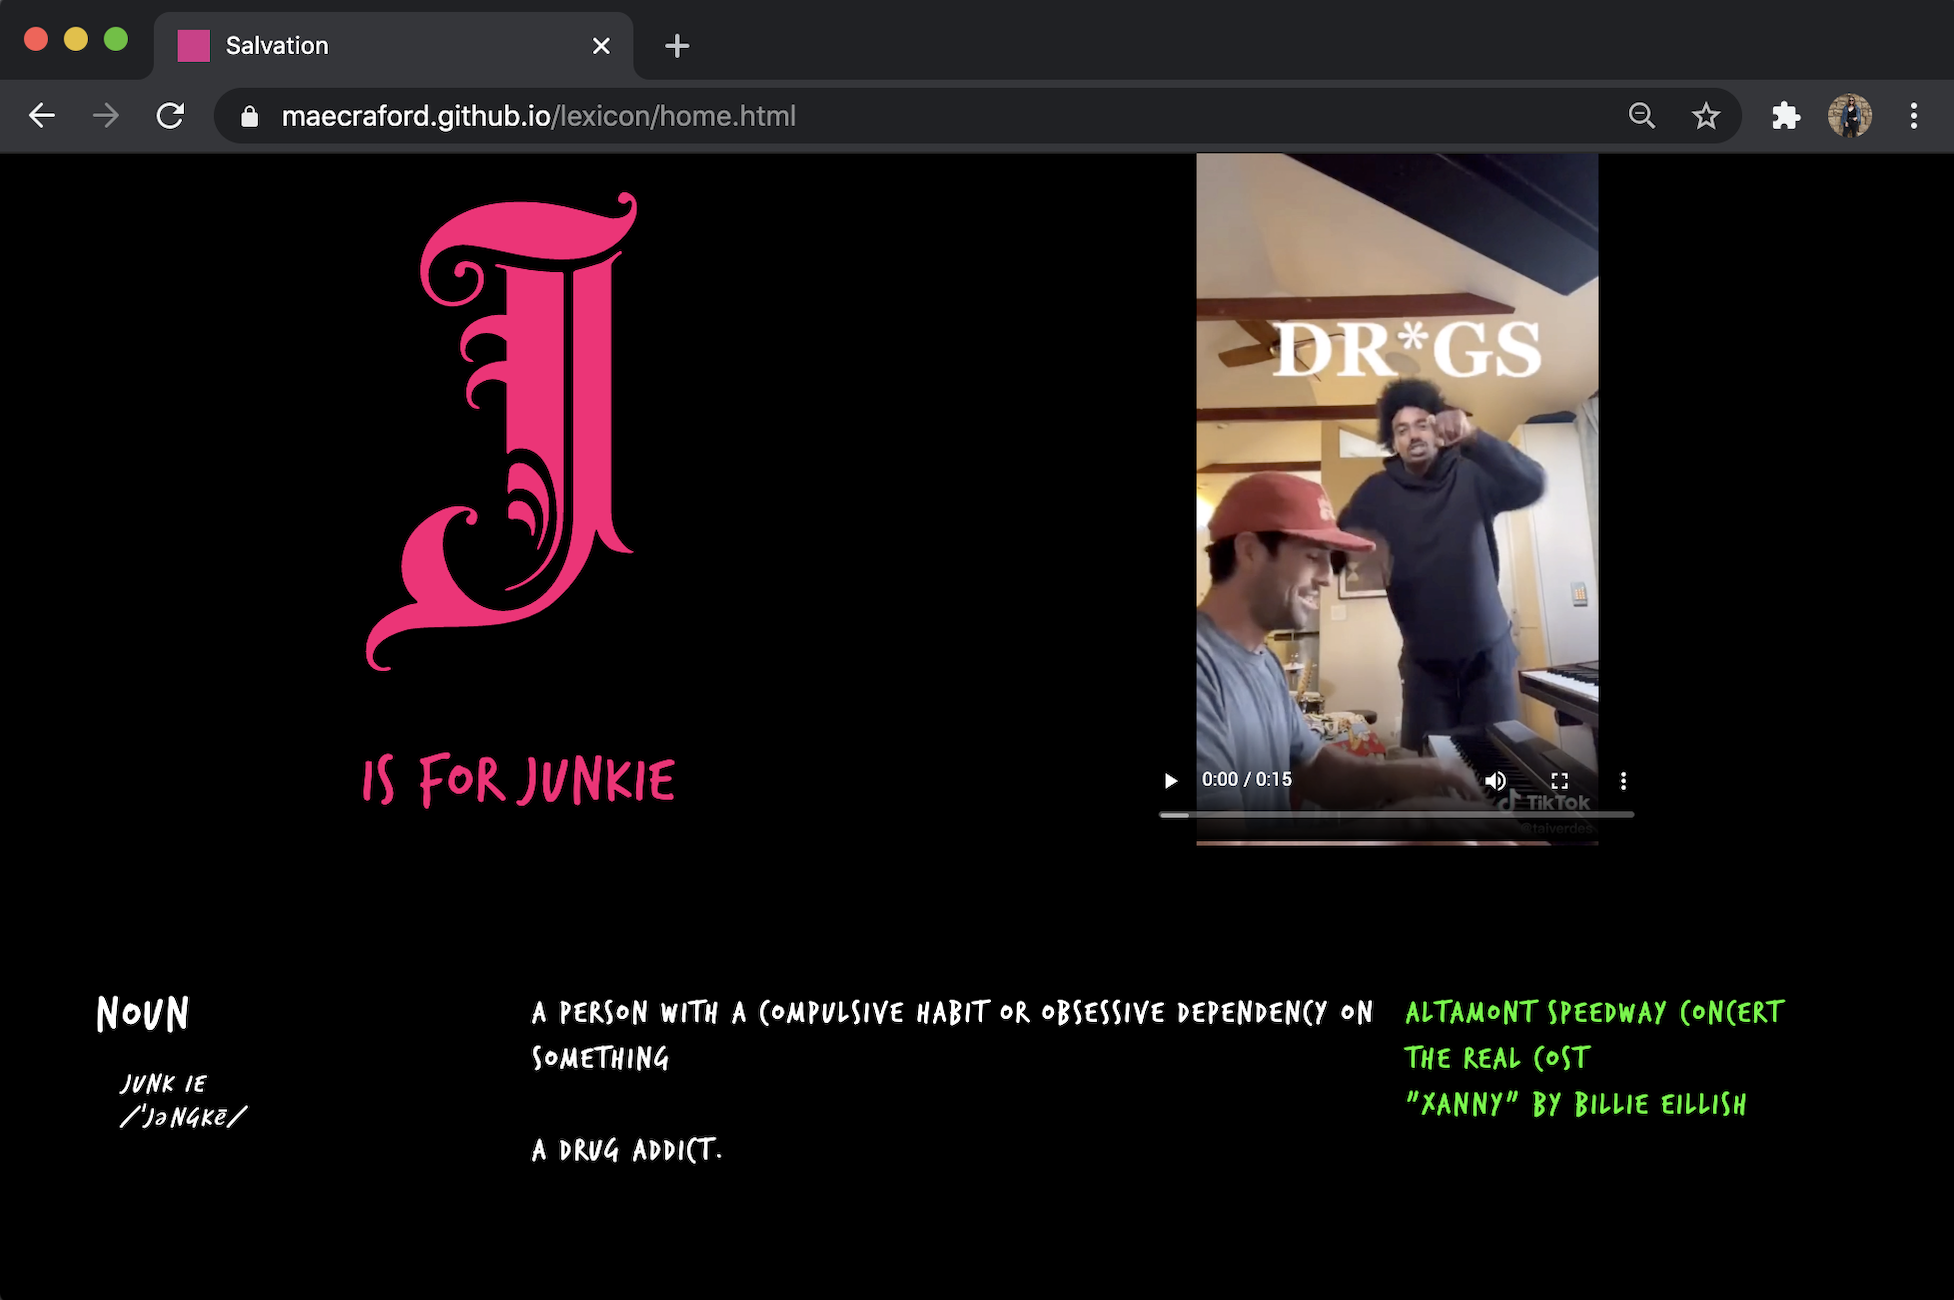 Salvation
maecraford.github.io/lexicon/home.html
J
DR*GS
0:00 / 0:15
TikTok
@taiverdes
IS FOR JUNKIE
NOUN
JUNK IE
/ˈJəNGKē/
A PERSON WITH A COMPULSIVE HABIT OR OBSESSIVE DEPENDENCY ON
SOMETHING
A DRUG ADDICT.
ALTAMONT SPEEDWAY CONCERT
THE REAL COST
"XANNY" BY BILLIE EILLISH